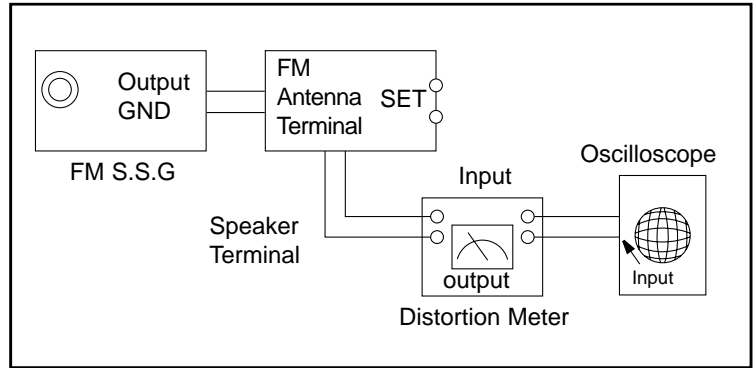 Output
GND
FM S.S.G
FM
Antenna
Terminal
SET
Speaker
Terminal
Input
output
Distortion Meter
Oscilloscope
Input